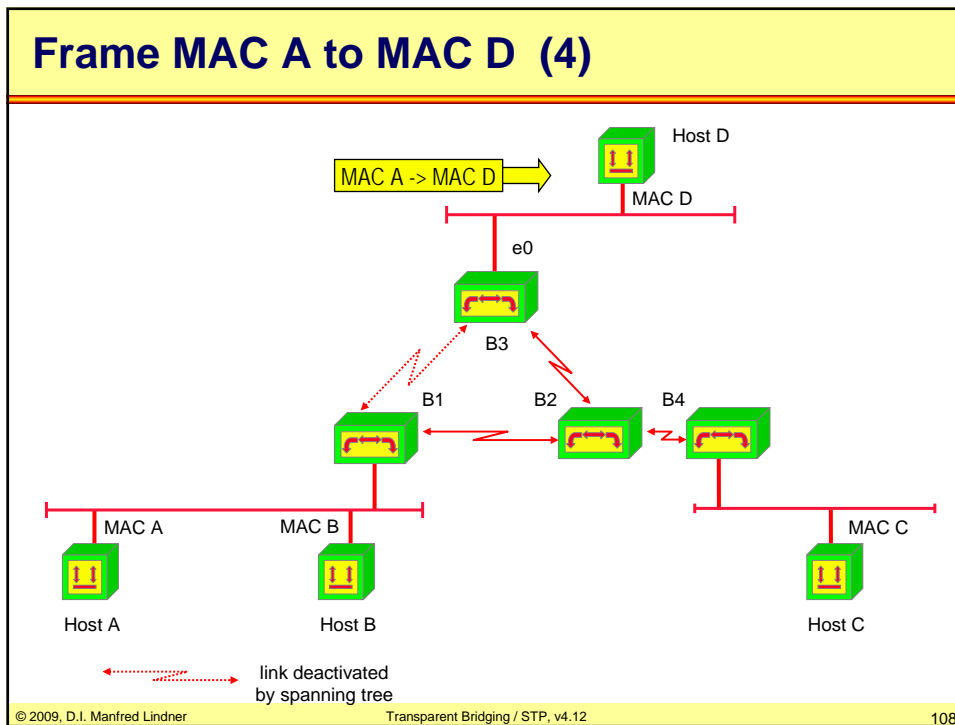 Frame MAC A to MAC D (4)
Host D
MAC A -> MAC D
MAC D
e0
B3
B1
B2
B4
MAC A
MAC B
MAC C
Host A
Host B
Host C
link deactivated
by spanning tree
© 2009, D.I. Manfred Lindner
Transparent Bridging / STP, v4.12
108